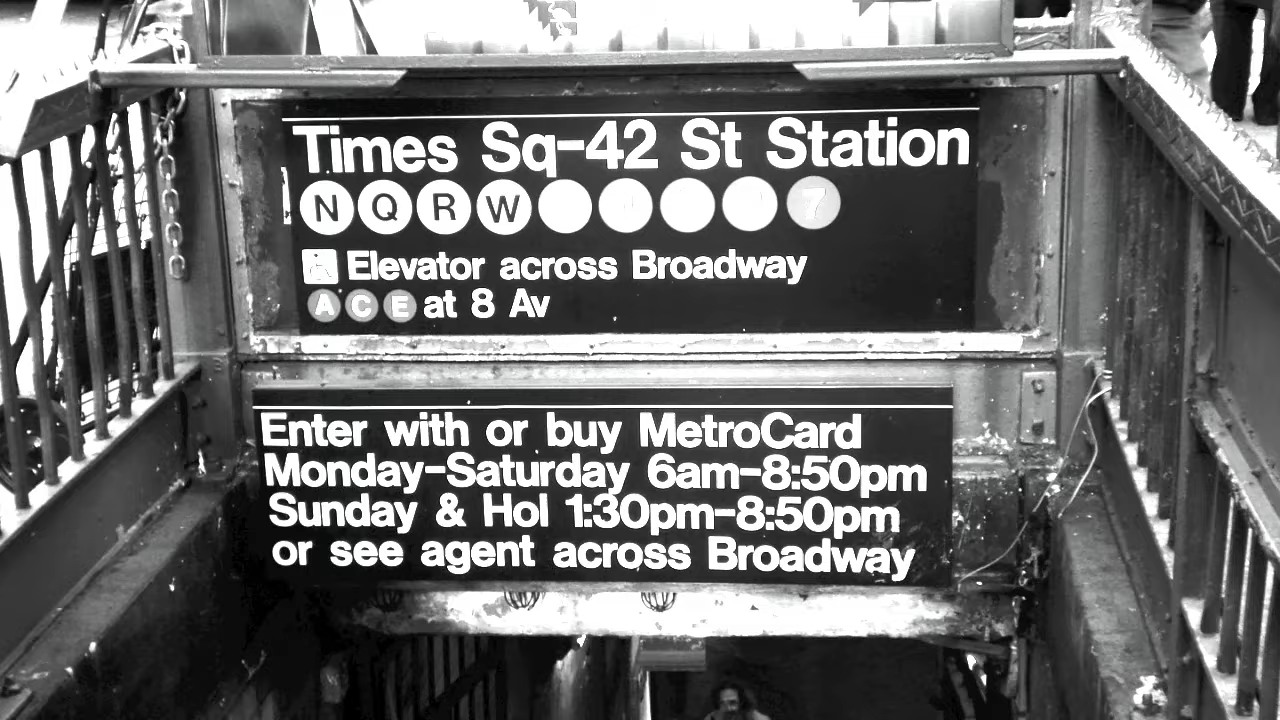 Times Sq-42 St Station
N Q R W 7
Elevator across Broadway
A C E at 8 Av
Enter with or buy MetroCard
Monday-Saturday 6am-8:50pm
Sunday & Hol 1:30pm-8:50pm
or see agent across Broadway